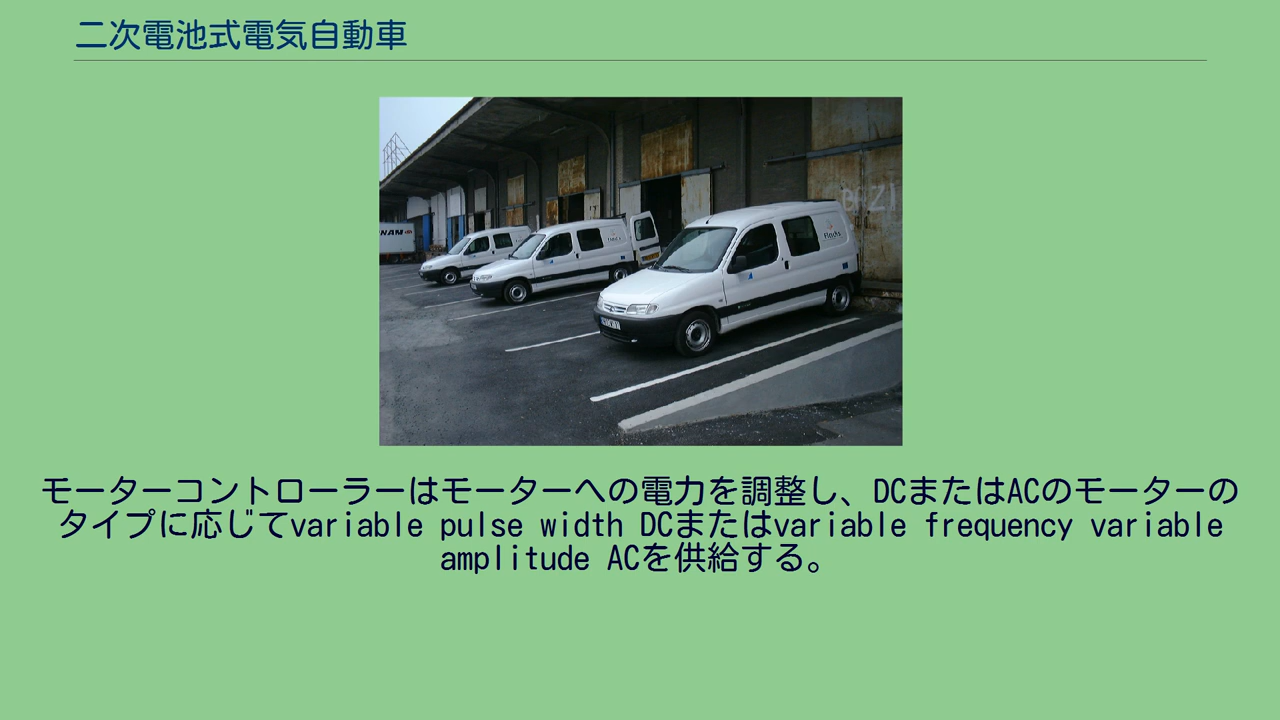 二次電池式電気自動車
NAM
モーターコントローラーはモーターへの電力を調整し、DCまたはACのモーターの
タイプに応じてvariable pulse width DCまたはvariable frequency variable
amplitude ACを供給する。